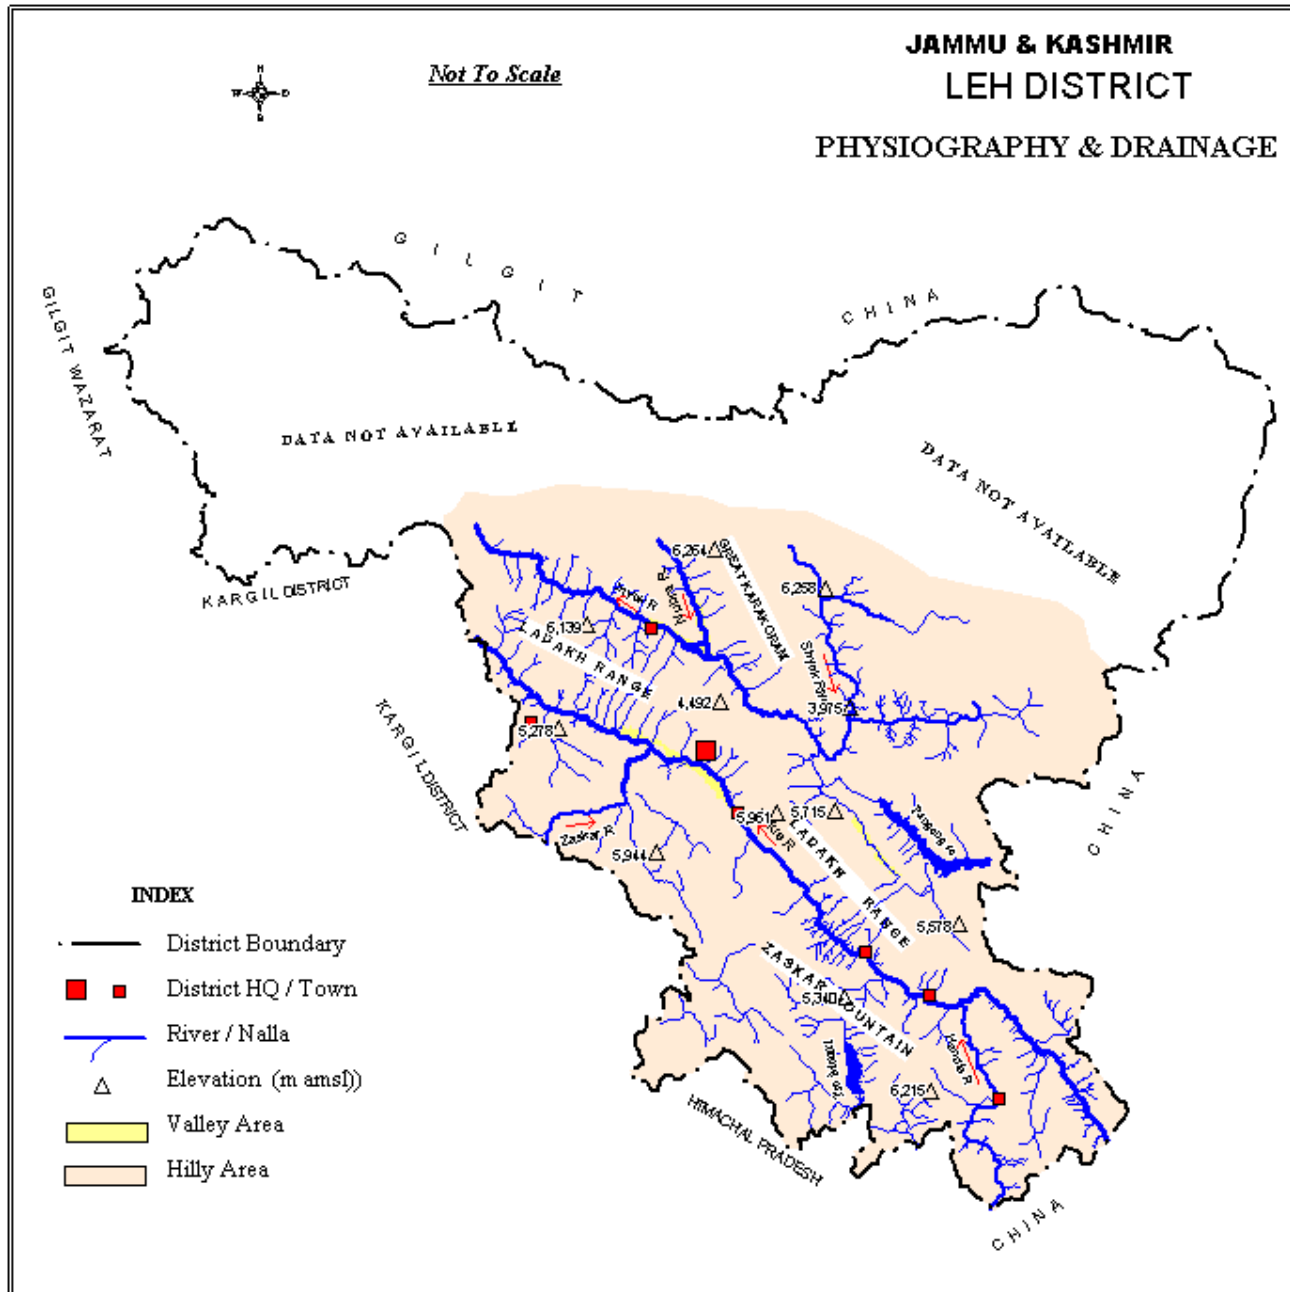 JAMMU & KASHMIR
LEH DISTRICT
PHYSIOGRAPHY & DRAINAGE
Not To Scale
N
W
S
GILGIT
CHINA
GILGIT WAZARAT
DATA NOT AVAILABLE
DATA NOT AVAILABLE
KARGIL DISTRICT
6,264
GREAT KARAKORAM
6,258
Shyok R
5,139
LADAKH RANGE
4,492
3,975
KARGIL DISTRICT
5,278
CHINA
Pangong so
5,961
5,715
Zaskar R
5,944
LADAKH RANGE
5,578
ZASKAR MOUNTAIN
6,215
HIMACHAL PRADESH
CHINA
INDEX
District Boundary
District HQ / Town
River / Nalla
Elevation (m amsl))
Valley Area
Hilly Area